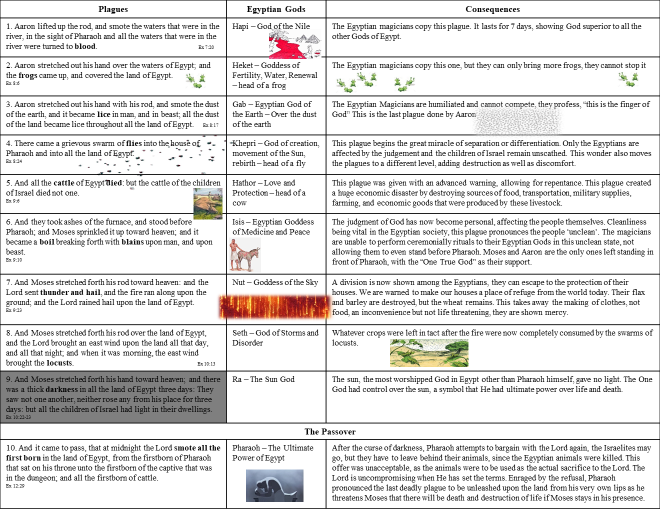 Plagues
Egyptian Gods
Consequences
1. Aaron lifted up the rod, and smote the waters that were in the
river, in the sight of Pharaoh and all the waters that were in the
river were turned to blood. Ex 7:20
Hapi – God of the Nile
The Egyptian magicians copy this plague. It lasts for 7 days, showing God superior to all the
other Gods of Egypt.
2. Aaron stretched out his hand over the waters of Egypt; and
the frogs came up, and covered the land of Egypt.
Ex 8:6
Heket – Goddess of
Fertility, Water, Renewal
– head of a frog
The Egyptian magicians copy this one, but they can only bring more frogs, they cannot stop it
3. Aaron stretched out his hand with his rod, and smote the dust
of the earth, and it became lice in man, and in beast; all the dust
of the land became lice throughout all the land of Egypt. Ex 8:17
Gab – Egyptian God of
the Earth – Over the dust
of the earth
The Egyptian Magicians are humiliated and cannot compete, they profess, “this is the finger of
God” This is the last plague done by Aaron
4. There came a grievous swarm of flies into the house of
Pharaoh and into all the land of Egypt.
Ex 8:24
Khepri – God of creation,
movement of the Sun,
rebirth – head of a fly
This plague begins the great miracle of separation or differentiation. Only the Egyptians are
affected by the judgement and the children of Israel remain unscathed. This wonder also moves
the plagues to a different level, adding destruction as well as discomfort.
5. And all the cattle of Egypt died: but the cattle of the children
of Israel died not one.
Ex 9:6
Hathor – Love and
Protection – head of a
cow
This plague was given with an advanced warning, allowing for repentance. This plague created
a huge economic disaster by destroying sources of food, transportation, military supplies,
farming, and economic goods that were produced by these livestock.
6. And they took ashes of the furnace, and stood before
Pharaoh; and Moses sprinkled it up toward heaven; and it
became a boil breaking forth with blains upon man, and upon
beast.
Ex 9:10
Isis – Egyptian Goddess
of Medicine and Peace
The judgment of God has now become personal, affecting the people themselves. Cleanliness
being vital in the Egyptian society, this plague pronounces the people ‘unclean’. The magicians
are unable to perform ceremonially rituals to their Egyptian Gods in this unclean state, not
allowing them to even stand before Pharaoh. Moses and Aaron are the only ones left standing in
front of Pharaoh, with the “One True God” as their support.
7. And Moses stretched forth his rod toward heaven: and the
Lord sent thunder and hail, and the fire ran along upon the
ground; and the Lord rained hail upon the land of Egypt.
Ex 9:23
Nut – Goddess of the Sky
A division is now shown among the Egyptians, they can escape to the protection of their
houses. We are warned to make our houses a place of refuge from the world today. Their flax
and barley are destroyed, but the wheat remains. This takes away the making of clothes, not
food, an inconvenience but not life threatening, they are shown mercy.
8. And Moses stretched forth his rod over the land of Egypt,
and the Lord brought an east wind upon the land all that day,
and all that night; and when it was morning, the east wind
brought the locusts. Ex 10:13
Seth – God of Storms and
Disorder
Whatever crops were left in tact after the fire were now completely consumed by the swarms of
locusts.
9. And Moses stretched forth his hand toward heaven; and there
was a thick darkness in all the land of Egypt three days: They
saw not one another, neither rose any from his place for three
days: but all the children of Israel had light in their dwellings.
Ex 10:22-23
Ra – The Sun God
The sun, the most worshipped God in Egypt other than Pharaoh himself, gave no light. The One
God had control over the sun, a symbol that He had ultimate power over life and death.
The Passover
10. And it came to pass, that at midnight the Lord smote all the
first born in the land of Egypt, from the firstborn of Pharaoh
that sat on his throne unto the firstborn of the captive that was
in the dungeon; and all the firstborn of cattle.
Ex 12:29
Pharaoh – The Ultimate
Power of Egypt
After the curse of darkness, Pharaoh attempts to bargain with the Lord again, the Israelites may
go, but they have to leave behind their animals, since the Egyptian animals were killed. This
offer was unacceptable, as the animals were to be used as the actual sacrifice to the Lord. The
Lord is uncompromising when He has set the terms. Enraged by the refusal, Pharaoh
pronounced the last deadly plague to be unleashed upon the land from his very own lips as he
threatens Moses that there will be death and destruction of life if Moses stays in his presence.